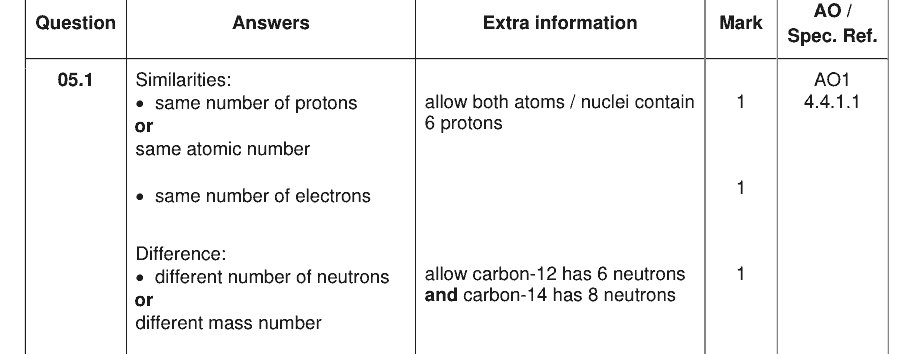 Question Answers Extra information Mark AO /
Spec. Ref.
05.1 Similarities: AO1
• same number of protons allow both atoms / nuclei contain 1 4.4.1.1
or 6 protons
same atomic number
• same number of electrons 1
Difference:
• different number of neutrons allow carbon-12 has 6 neutrons 1
or and carbon-14 has 8 neutrons
different mass number